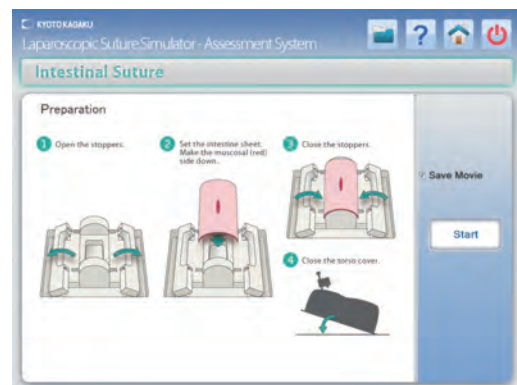 KYOTO KAGAKU
Laparoscopic Suture Simulator - Assessment System
?
Intestinal Suture
Preparation
1 Open the stoppers.
2 Set the intestine sheet.
Make the muscosal (red)
side down..
3 Close the stoppers.
4 Close the torso cover.
Save Movie
Start